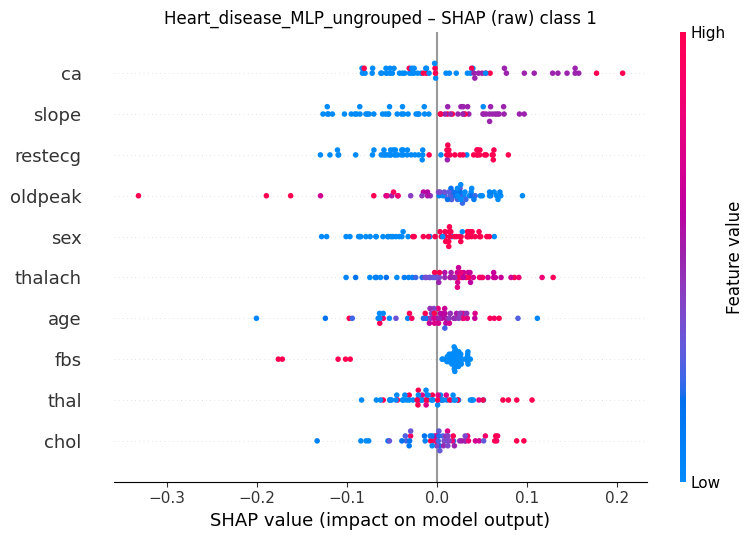 Heart_disease_MLP_ungrouped – SHAP (raw) class 1
High
ca
slope
restecg
oldpeak
sex
thalach
age
fbs
thal
chol
Feature value
Low
−0.3
−0.2
−0.1
0.0
0.1
0.2
SHAP value (impact on model output)